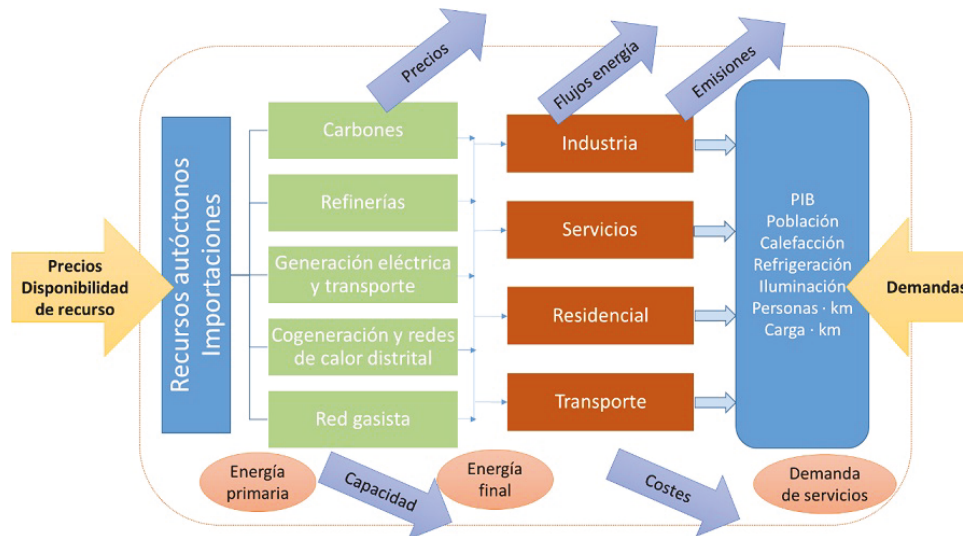 Precios
Flujos energía
Emisiones
Precios
Disponibilidad
de recurso
Recursos autóctonos
Importaciones
Carbones
Refinerías
Generación eléctrica
y transporte
Cogeneración y redes
de calor distrital
Red gasista
Industria
Servicios
Residencial
Transporte
PIB
Población
Calefacción
Refrigeración
Iluminación
Personas · km
Carga · km
Demandas
Energía
primaria
Capacidad
Energía
final
Costes
Demanda
de servicios